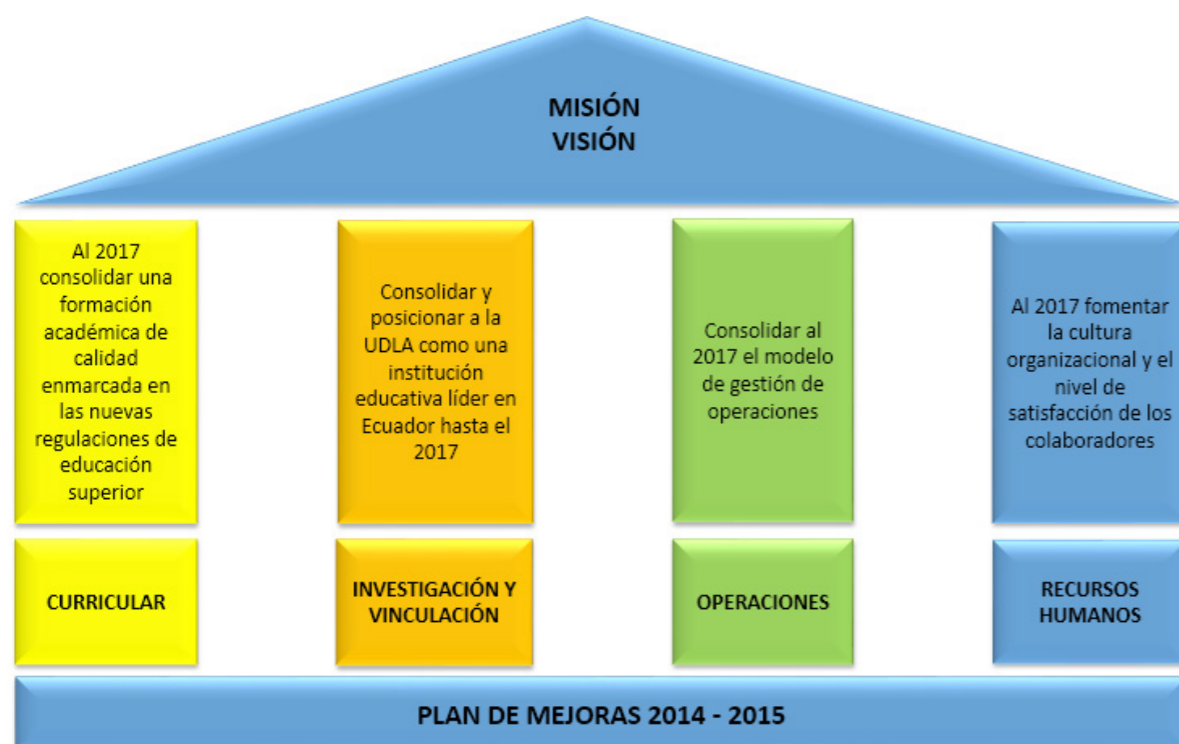 MISIÓN
VISIÓN
Al 2017
consolidar una
formación
académica de
calidad
enmarcada en
las nuevas
regulaciones de
educación
superior
Consolidar y
posicionar a la
UDLA como una
institución
educativa líder en
Ecuador hasta el
2017
Consolidar al
2017 el modelo
de gestión de
operaciones
Al 2017 fomentar
la cultura
organizacional y el
nivel de
satisfacción de los
colaboradores
CURRICULAR
INVESTIGACIÓN Y
VINCULACIÓN
OPERACIONES
RECURSOS
HUMANOS
PLAN DE MEJORAS 2014 - 2015